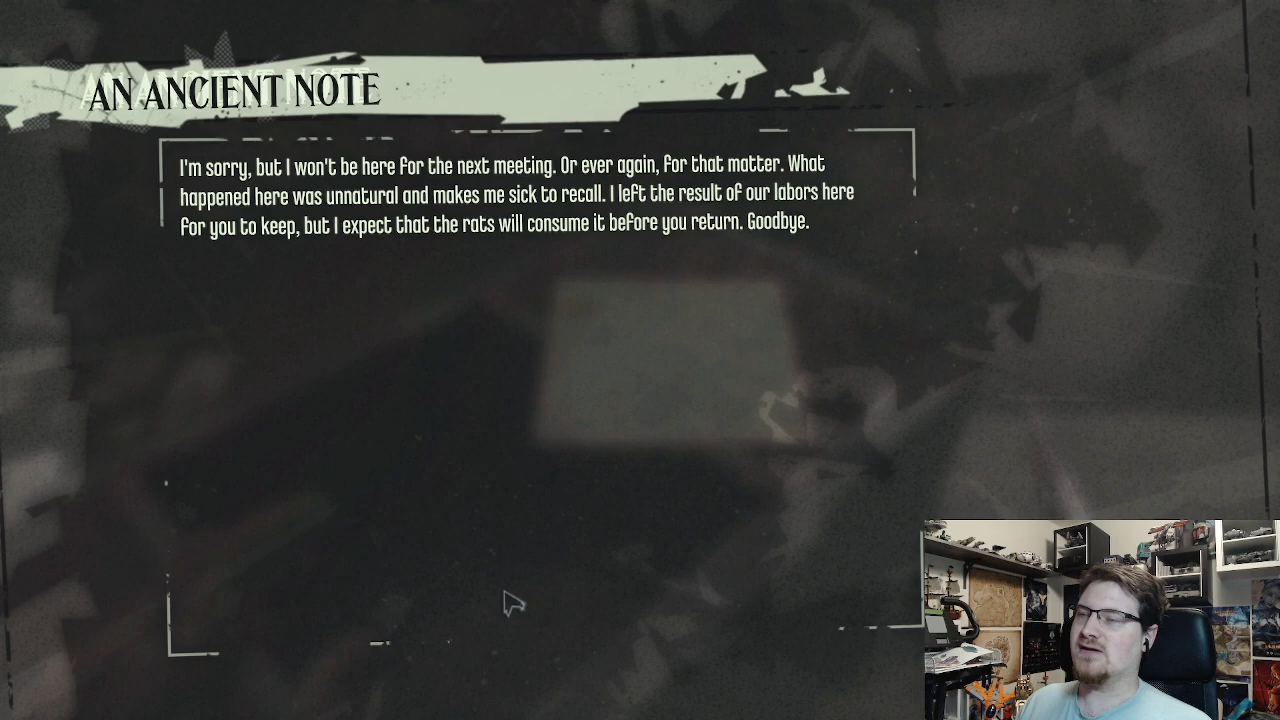 AN ANCIENT NOTE
I'm sorry, but I won't be here for the next meeting. Or ever again, for that matter. What
happened here was unnatural and makes me sick to recall. I left the result of our labors here
for you to keep, but I expect that the rats will consume it before you return. Goodbye.